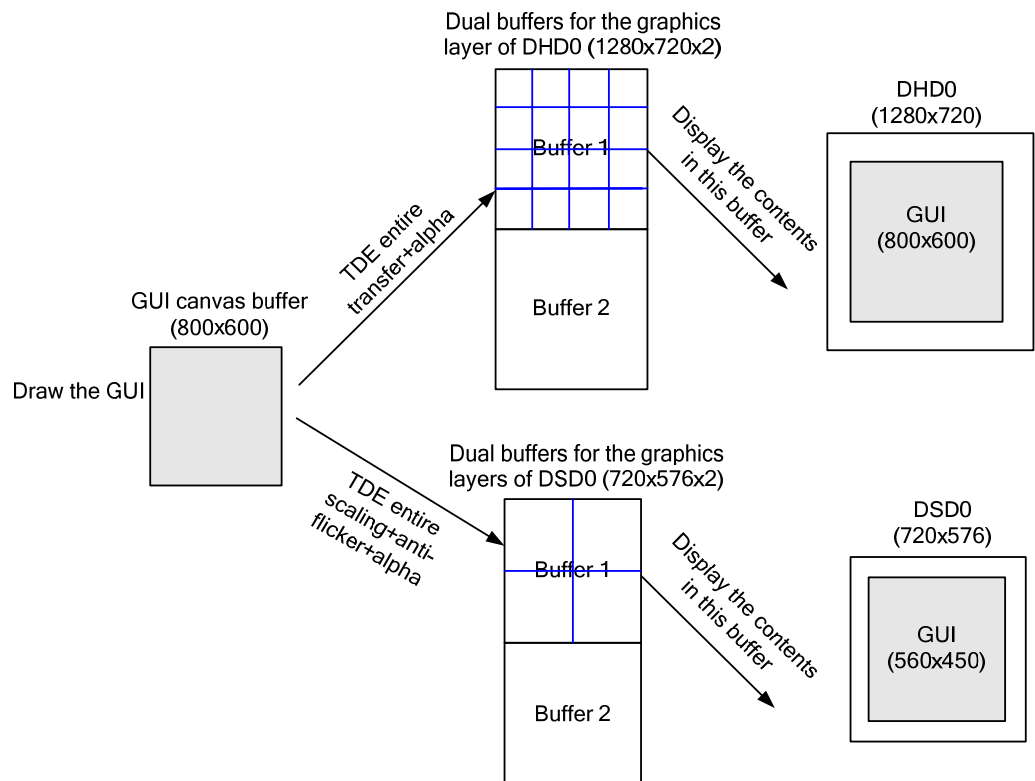 Dual buffers for the graphics
layer of DHD0 (1280x720x2)
Buffer 1
Buffer 2
DHD0
(1280x720)
GUI
(800x600)
Display the contents
in this buffer
TDE entire
transfer+alpha
GUI canvas buffer
(800x600)
Draw the GUI
TDE entire
scaling+anti-
flicker+alpha
Dual buffers for the graphics
layers of DSD0 (720x576x2)
Buffer 1
Buffer 2
Display the contents
in this buffer
DSD0
(720x576)
GUI
(560x450)